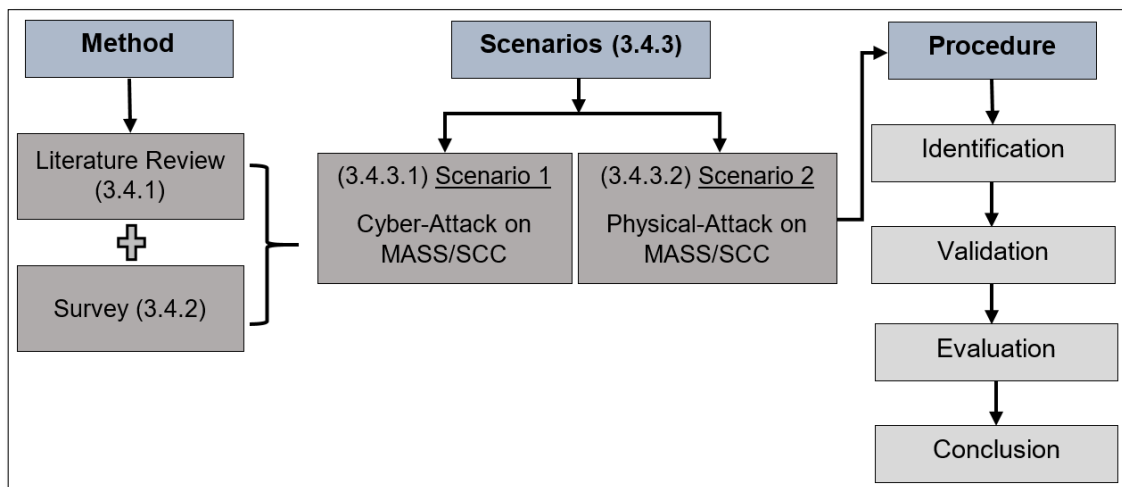 Method
Literature Review
(3.4.1)
Survey (3.4.2)
Scenarios (3.4.3)
(3.4.3.1) Scenario 1
Cyber-Attack on
MASS/SCC
(3.4.3.2) Scenario 2
Physical-Attack on
MASS/SCC
Procedure
Identification
Validation
Evaluation
Conclusion